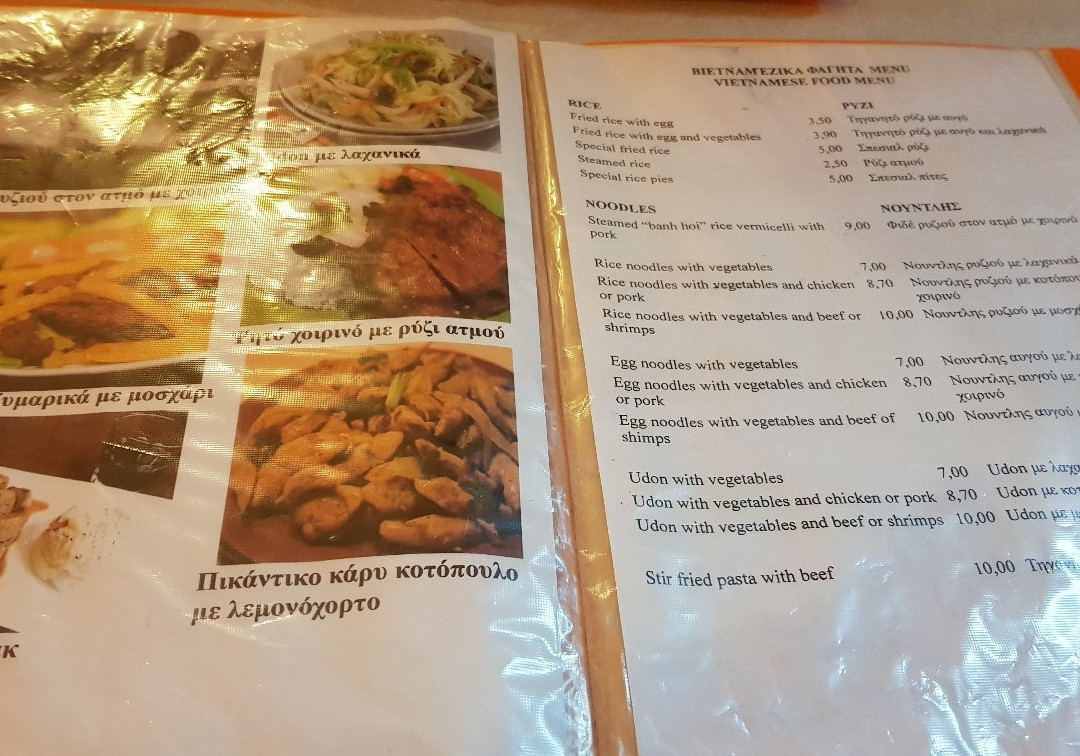 με λαχανικά
στον ατμό με
χοιρινό με ρύζι ατμού
με μοσχάρι
Πικάντικο κάρυ κοτόπουλο
με λεμονόχορτο
ΒΙΕΤΝΑΜΈΖΙΚΑ ΦΑΓΗΤΑ MENU
VIETNAMESE FOOD MENU
RICE ΡΥΖΙ
Fried rice with egg 3,50 Τηγανητό ρύζι με αυγό
Fried rice with egg and vegetables 3,90 Τηγανητό ρύζι με αυγό και λαχανικά
Special fried rice 5,00 Σπεσιαλ ρύζι
Steamed rice 2,50 Ρύζι ατμού
Special rice pies 5,00 Σπεσιαλ πίτες
NOODLES ΝΟΥΝΤΛΗΣ
Steamed “banh hoi” rice vermicelli with 9,00 Φιδέ ρυζιού στον ατμό με χοιρινό
pork
Rice noodles with vegetables 7,00 Νουντλης ρυζιού με λαχανικά
Rice noodles with vegetables and chicken 8,70 Νουντλης ρυζιού με
or pork χοιρινό
Rice noodles with vegetables and beef or 10,00 Νουντλης ρυζιού με
shrimps
Egg noodles with vegetables 7,00 Νουντλης αυγού με
Egg noodles with vegetables and chicken 8,70 Νουντλης αυγού με
or pork χοιρινό
Egg noodles with vegetables and beef of 10,00 Νουντλης αυγού
shimps
Udon with vegetables 7,00 Udon με
Udon with vegetables and chicken or pork 8,70 Udon με
Udon with vegetables and beef or shrimps 10,00 Udon με
Stir fried pasta with beef 10,00